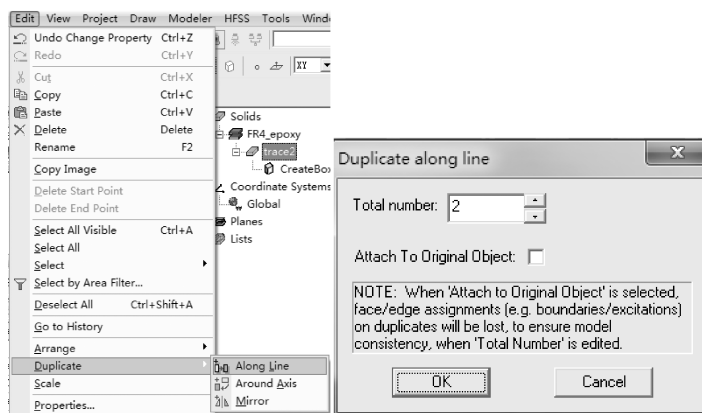 Edit View Project Draw Modeler HFSS Tools Wind
Undo Change Property Ctrl+Z
Redo Ctrl+Y
Cut Ctrl+X
Copy Ctrl+C
Paste Ctrl+V
Delete Delete
Rename F2
Copy Image
Delete Start Point
Delete End Point
Select All Visible Ctrl+A
Select All
Select
Select by Area Filter...
Deselect All Ctrl+Shift+A
Go to History
Arrange
Duplicate
Scale
Properties...
Along Line
Around Axis
Mirror
XY
Solids
FR4_epoxy
trace2
CreateBox
Coordinate Systems
Global
Planes
Lists
Duplicate along line
Total number: 2
Attach To Original Object:
NOTE: When 'Attach to Original Object' is selected,
face/edge assignments (e.g. boundaries/excitations)
on duplicates will be lost, to ensure model
consistency, when 'Total Number' is edited.
OK Cancel